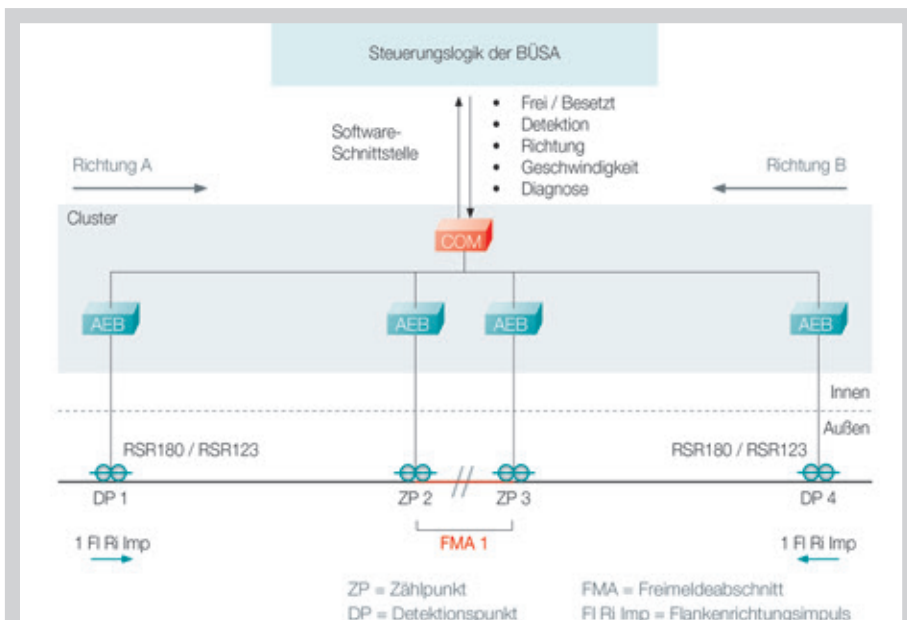 Steuerungslogik der BÜSA
Software-
Schnittstelle
• Frei / Besetzt
• Detektion
• Richtung
• Geschwindigkeit
• Diagnose
Richtung A
Richtung B
Cluster
COM
AEB
AEB
AEB
AEB
Innen
Außen
RSR180 / RSR123
RSR180 / RSR123
DP 1
ZP 2
ZP 3
DP 4
1 Fl Ri Imp
FMA 1
1 Fl Ri Imp
ZP = Zählpunkt
FMA = Freimeldeabschnitt
DP = Detektionspunkt
Fl Ri Imp = Flankenrichtungsimpuls